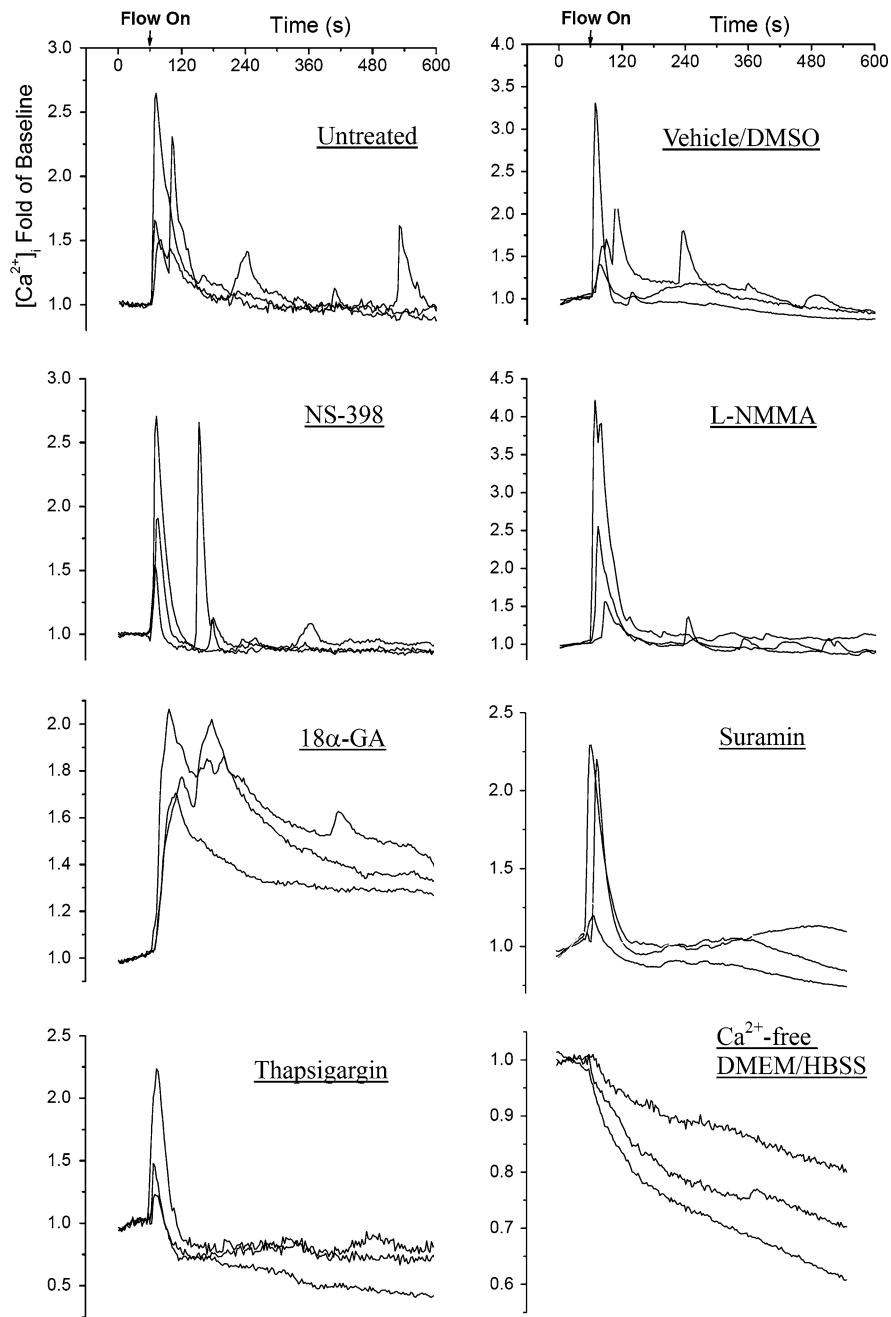 Flow On
Time (s)
Flow On
Time (s)
[Ca²⁺]ᵢ Fold of Baseline
0 120 240 360 480 600
3.0
2.5
2.0
1.5
1.0
Untreated
0 120 240 360 480 600
4.0
3.5
3.0
2.5
2.0
1.5
1.0
Vehicle/DMSO
3.0
2.5
2.0
1.5
1.0
NS-398
4.5
4.0
3.5
3.0
2.5
2.0
1.5
1.0
L-NMMA
2.0
1.8
1.6
1.4
1.2
1.0
18α-GA
2.5
2.0
1.5
1.0
Suramin
2.5
2.0
1.5
1.0
0.5
Thapsigargin
1.0
0.9
0.8
0.7
0.6
Ca²⁺-free
DMEM/HBSS